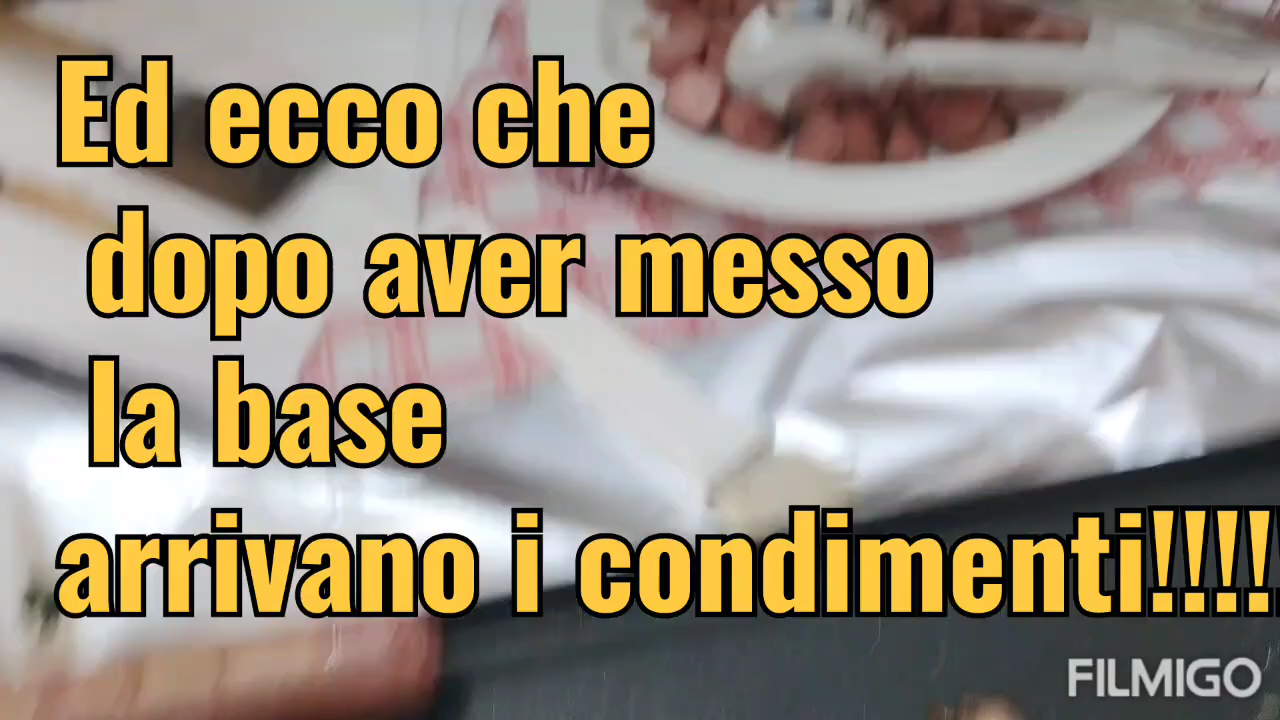 Ed ecco che
dopo aver messo
la base
arrivano i condimenti!!!!
FILMIGO